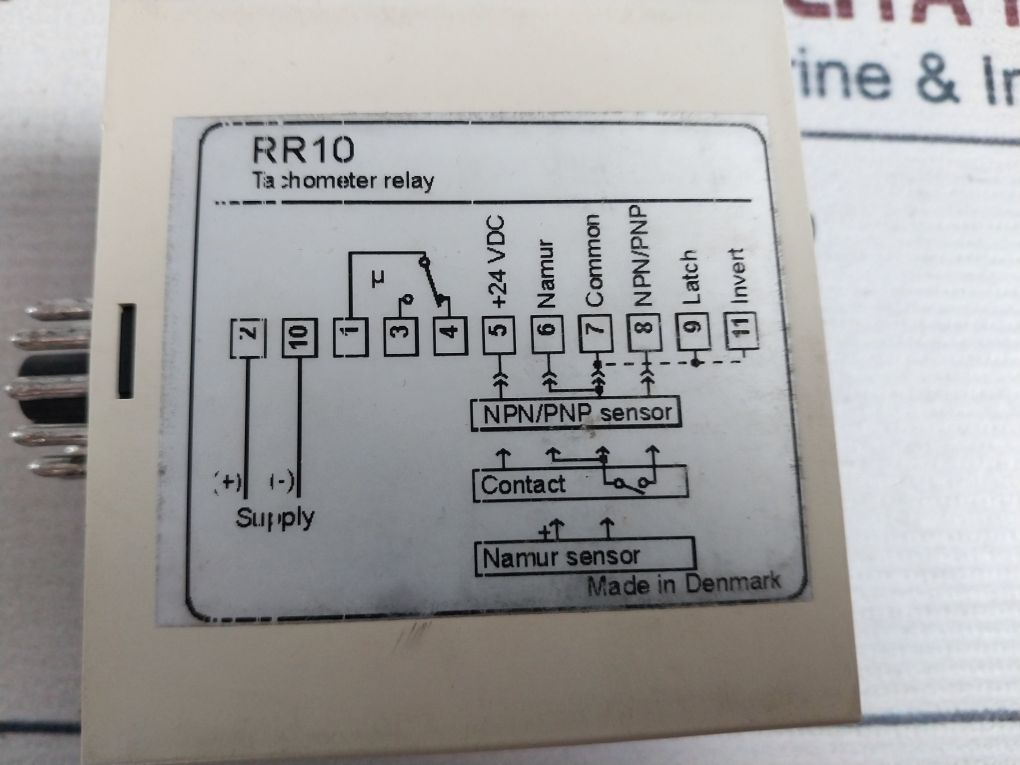 rine & In
RR10
Tachometer relay
+24 VDC
Namur
Common
NPN/PNP
Latch
Invert
μ
2 10 1 3 4 5 6 7 8 9 11
NPN/PNP sensor
(+) (-)
Contact
Supply
+
Namur sensor
Made in Denmark